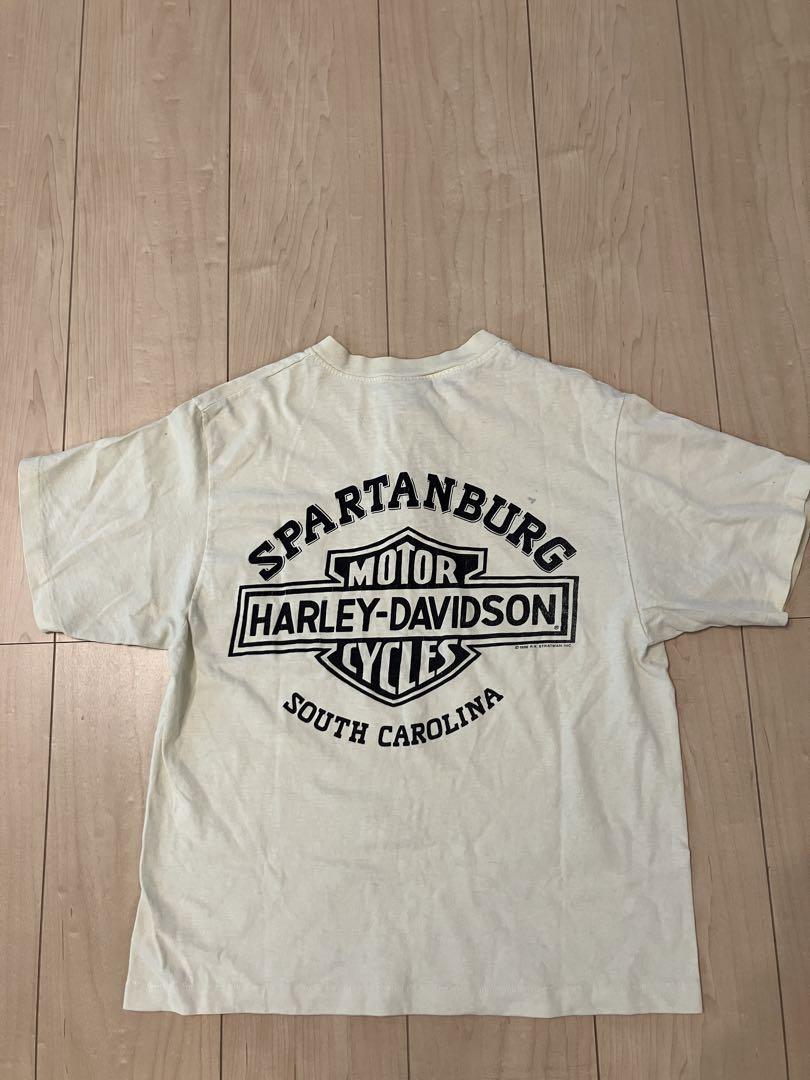 SPARTANBURG
MOTOR
HARLEY-DAVIDSON®
CYCLES
SOUTH CAROLINA